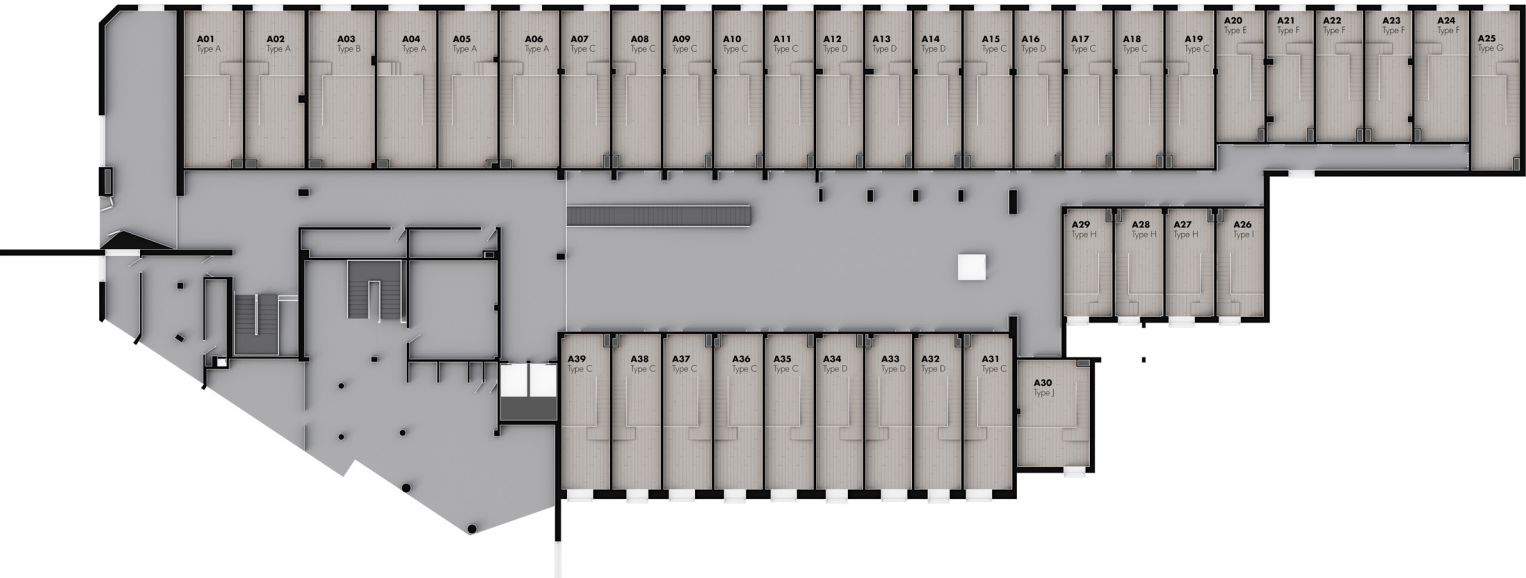 A01
Type A
A02
Type A
A03
Type B
A04
Type A
A05
Type A
A06
Type A
A07
Type C
A08
Type C
A09
Type C
A10
Type C
A11
Type C
A12
Type D
A13
Type D
A14
Type D
A15
Type C
A16
Type D
A17
Type C
A18
Type C
A19
Type C
A20
Type E
A21
Type F
A22
Type F
A23
Type F
A24
Type F
A25
Type G
A29
Type H
A28
Type H
A27
Type H
A26
Type I
A39
Type C
A38
Type C
A37
Type C
A36
Type C
A35
Type C
A34
Type D
A33
Type D
A32
Type D
A31
Type C
A30
Type J